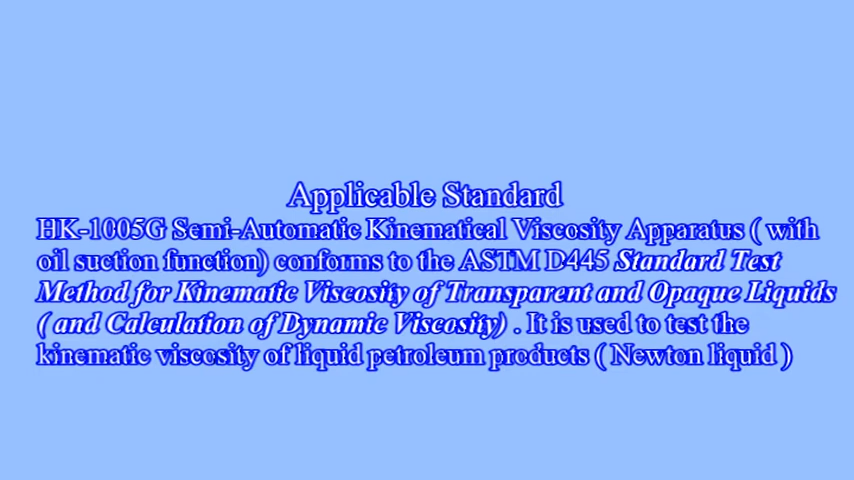 Applicable Standard
HK-1005G Semi-Automatic Kinematical Viscosity Apparatus ( with
oil suction function) conforms to the ASTM D445 Standard Test
Method for Kinematic Viscosity of Transparent and Opaque Liquids
( and Calculation of Dynamic Viscosity) . It is used to test the
kinematic viscosity of liquid petroleum products ( Newton liquid )